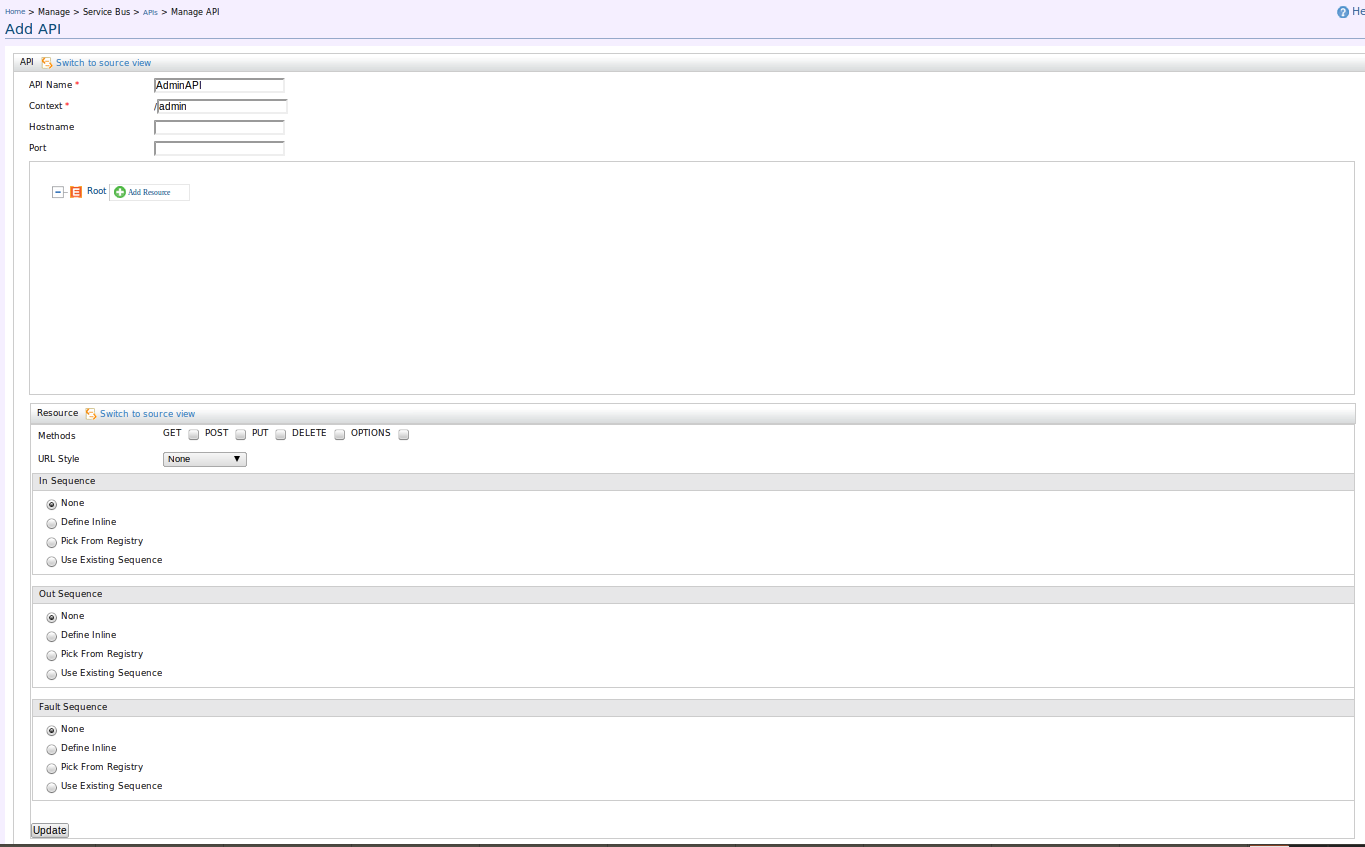 Home > Manage > Service Bus > APIs > Manage API
Add API
API Switch to source view
API Name * AdminAPI
Context * /admin
Hostname
Port
Root Add Resource
Resource Switch to source view
Methods GET POST PUT DELETE OPTIONS
URL Style None
In Sequence
None
Define Inline
Pick From Registry
Use Existing Sequence
Out Sequence
None
Define Inline
Pick From Registry
Use Existing Sequence
Fault Sequence
None
Define Inline
Pick From Registry
Use Existing Sequence
Update